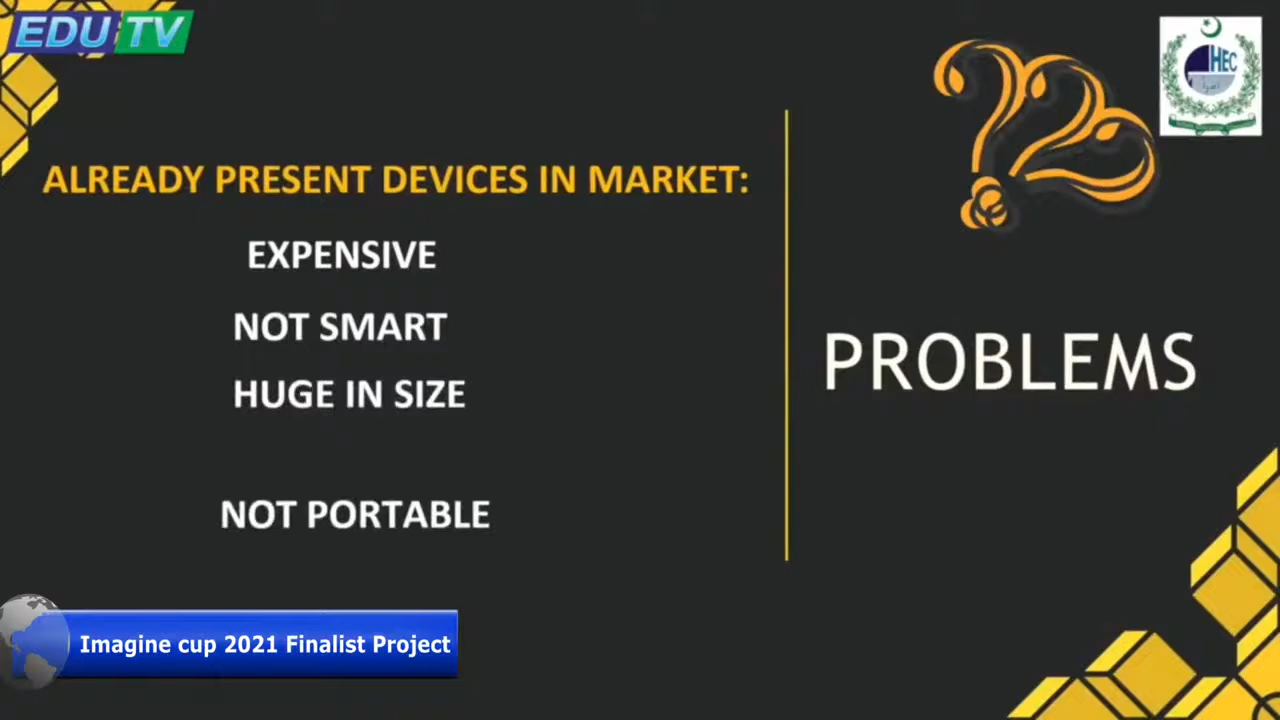 EDU TV
HEC
ALREADY PRESENT DEVICES IN MARKET:
EXPENSIVE
NOT SMART
HUGE IN SIZE
NOT PORTABLE
PROBLEMS
Imagine cup 2021 Finalist Project